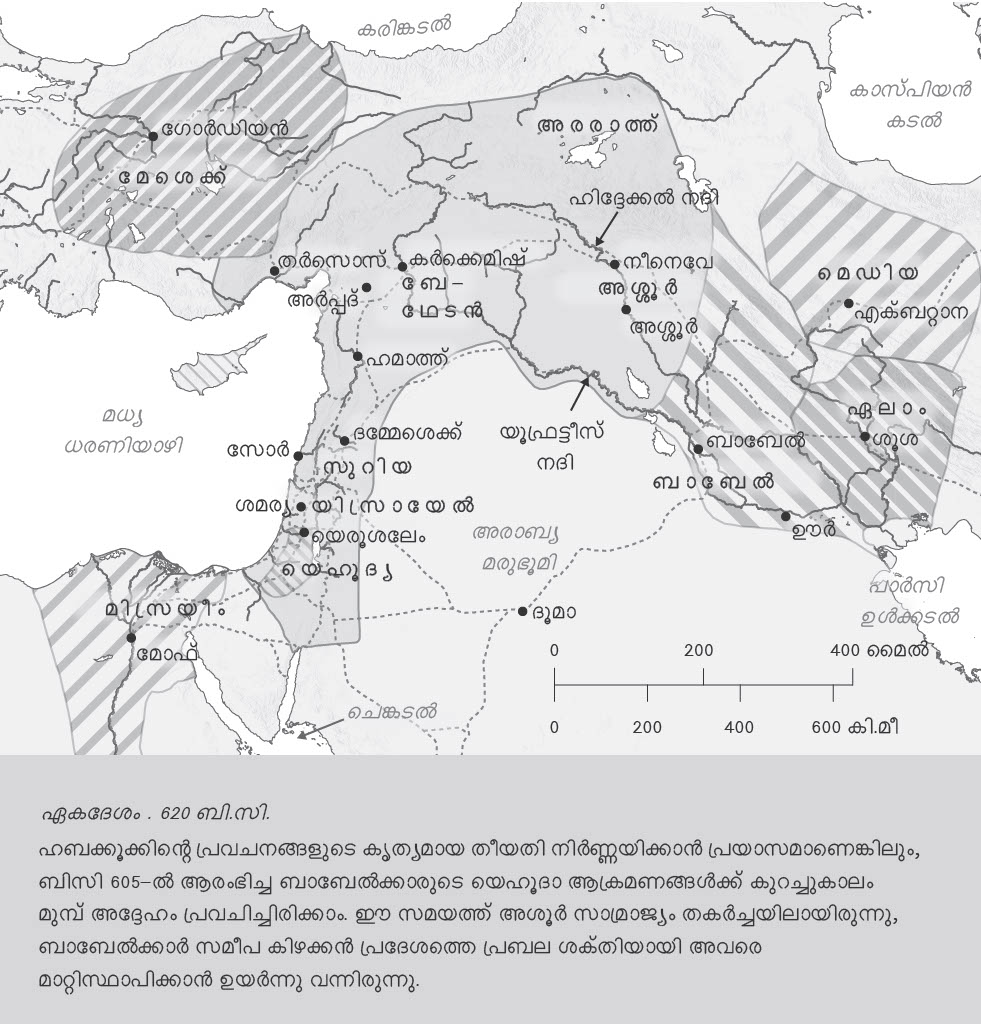 കരിങ്കടൽ
കാസ്പിയൻ
കടൽ
ഗോർഡിയൻ
അരരാത്ത്
മേശെക്ക്
ഹിദ്ദേക്കൽ നദി
തർസൊസ്
കർക്കെമിഷ്
നീനെവേ
മെഡിയ
ബേ–
അശ്ശൂർ
അർപ്പദ്
ഥേടൻ
എക്ബറ്റാന
അശ്ശൂർ
ഹമാത്ത്
മധ്യ
ധരണിയാഴി
ഏലാം
ദമ്മേശെക്ക്
യൂഫ്രട്ടീസ്
നദി
ബാബേൽ
ശൂശ
സോർ
സുറിയ
ബാബേൽ
ശമര്യ
യിസ്രായേൽ
ഊർ
യെരൂശലേം
അരാബ്യ
മരുഭൂമി
യെഹൂദ്യ
പാർസി
ഉൾക്കടൽ
മിസ്രയീം
ദൂമാ
മോഫ്
0 200 400 മൈൽ
ചെങ്കടൽ
0 200 400 600 കി.മീ
ഏകദേശം . 620 ബി.സി.
ഹബക്കൂക്കിന്റെ പ്രവചനങ്ങളുടെ കൃത്യമായ തീയതി നിർണ്ണയിക്കാൻ പ്രയാസമാണെങ്കിലും,
ബിസി 605–ൽ ആരംഭിച്ച ബാബേൽക്കാരുടെ യെഹൂദാ ആക്രമണങ്ങൾക്ക് കുറച്ചുകാലം
മുമ്പ് അദ്ദേഹം പ്രവചിച്ചിരിക്കാം. ഈ സമയത്ത് അശൂർ സാമ്രാജ്യം തകർച്ചയിലായിരുന്നു,
ബാബേൽക്കാർ സമീപ കിഴക്കൻ പ്രദേശത്തെ പ്രബല ശക്തിയായി അവരെ
മാറ്റിസ്ഥാപിക്കാൻ ഉയർന്നു വന്നിരുന്നു.